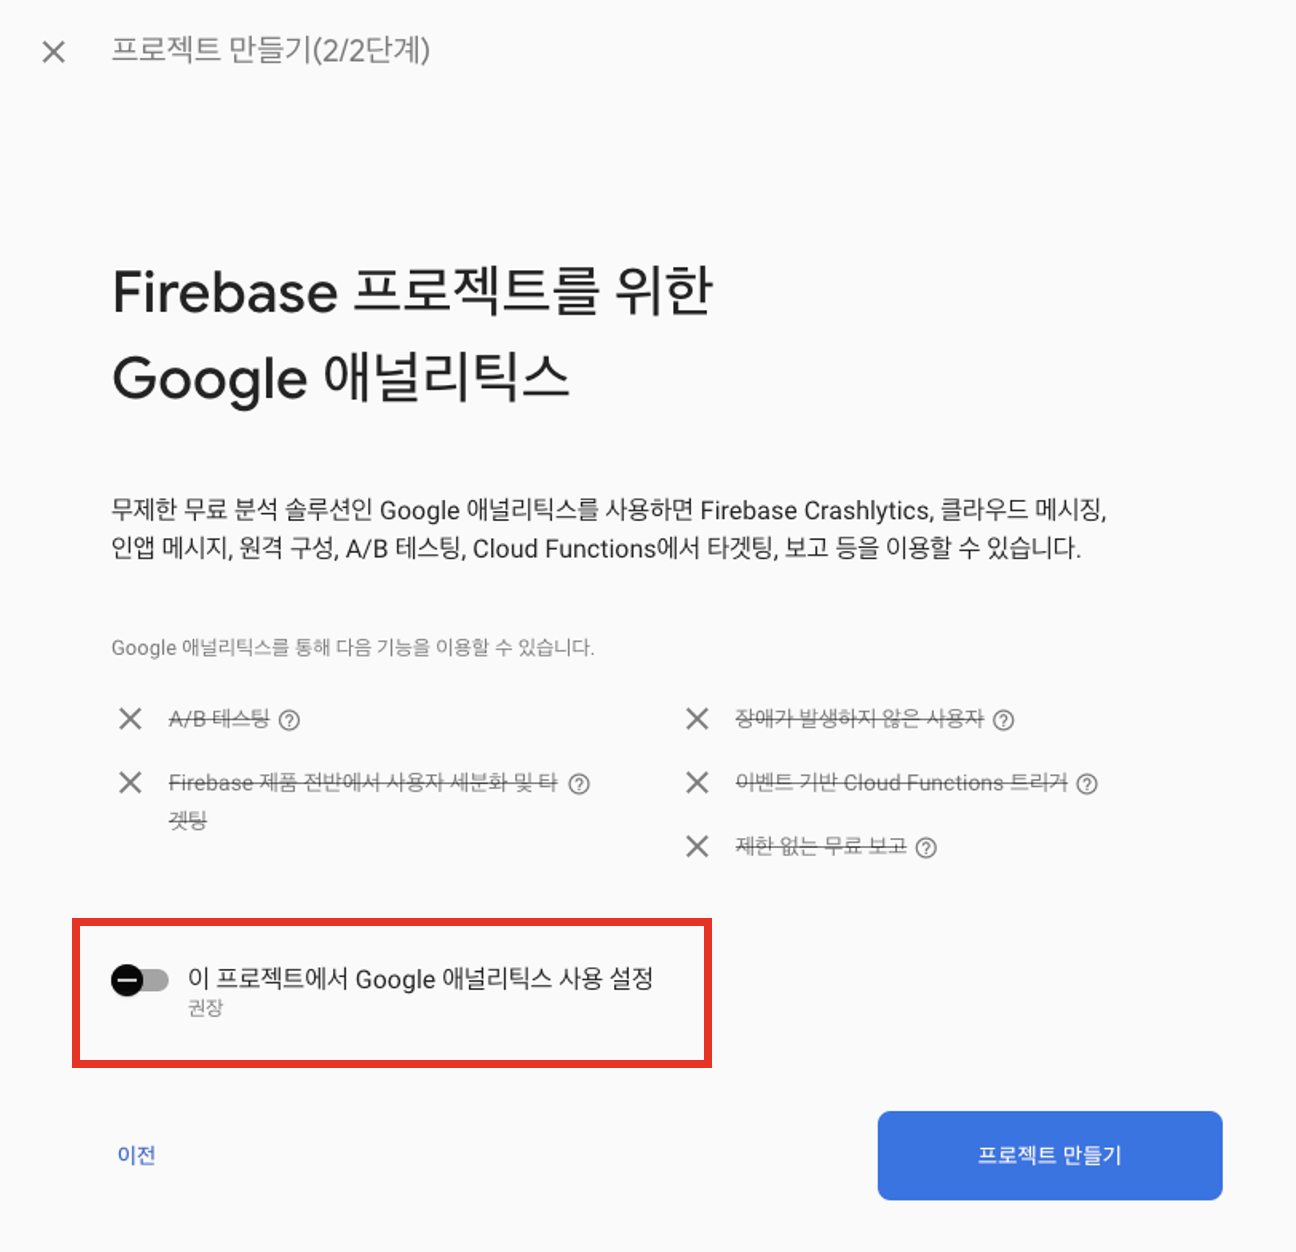 프로젝트 만들기(2/2단계)
Firebase 프로젝트를 위한
Google 애널리틱스
무제한 무료 분석 솔루션인 Google 애널리틱스를 사용하면 Firebase Crashlytics, 클라우드 메시징,
인앱 메시지, 원격 구성, A/B 테스팅, Cloud Functions에서 타겟팅, 보고 등을 이용할 수 있습니다.
Google 애널리틱스를 통해 다음 기능을 이용할 수 있습니다.
A/B 테스팅
Firebase 제품 전반에서 사용자 세분화 및 타
겟팅
장애가 발생하지 않은 사용자
이벤트 기반 Cloud Functions 트리거
제한 없는 무료 보고
이 프로젝트에서 Google 애널리틱스 사용 설정
권장
이전
프로젝트 만들기